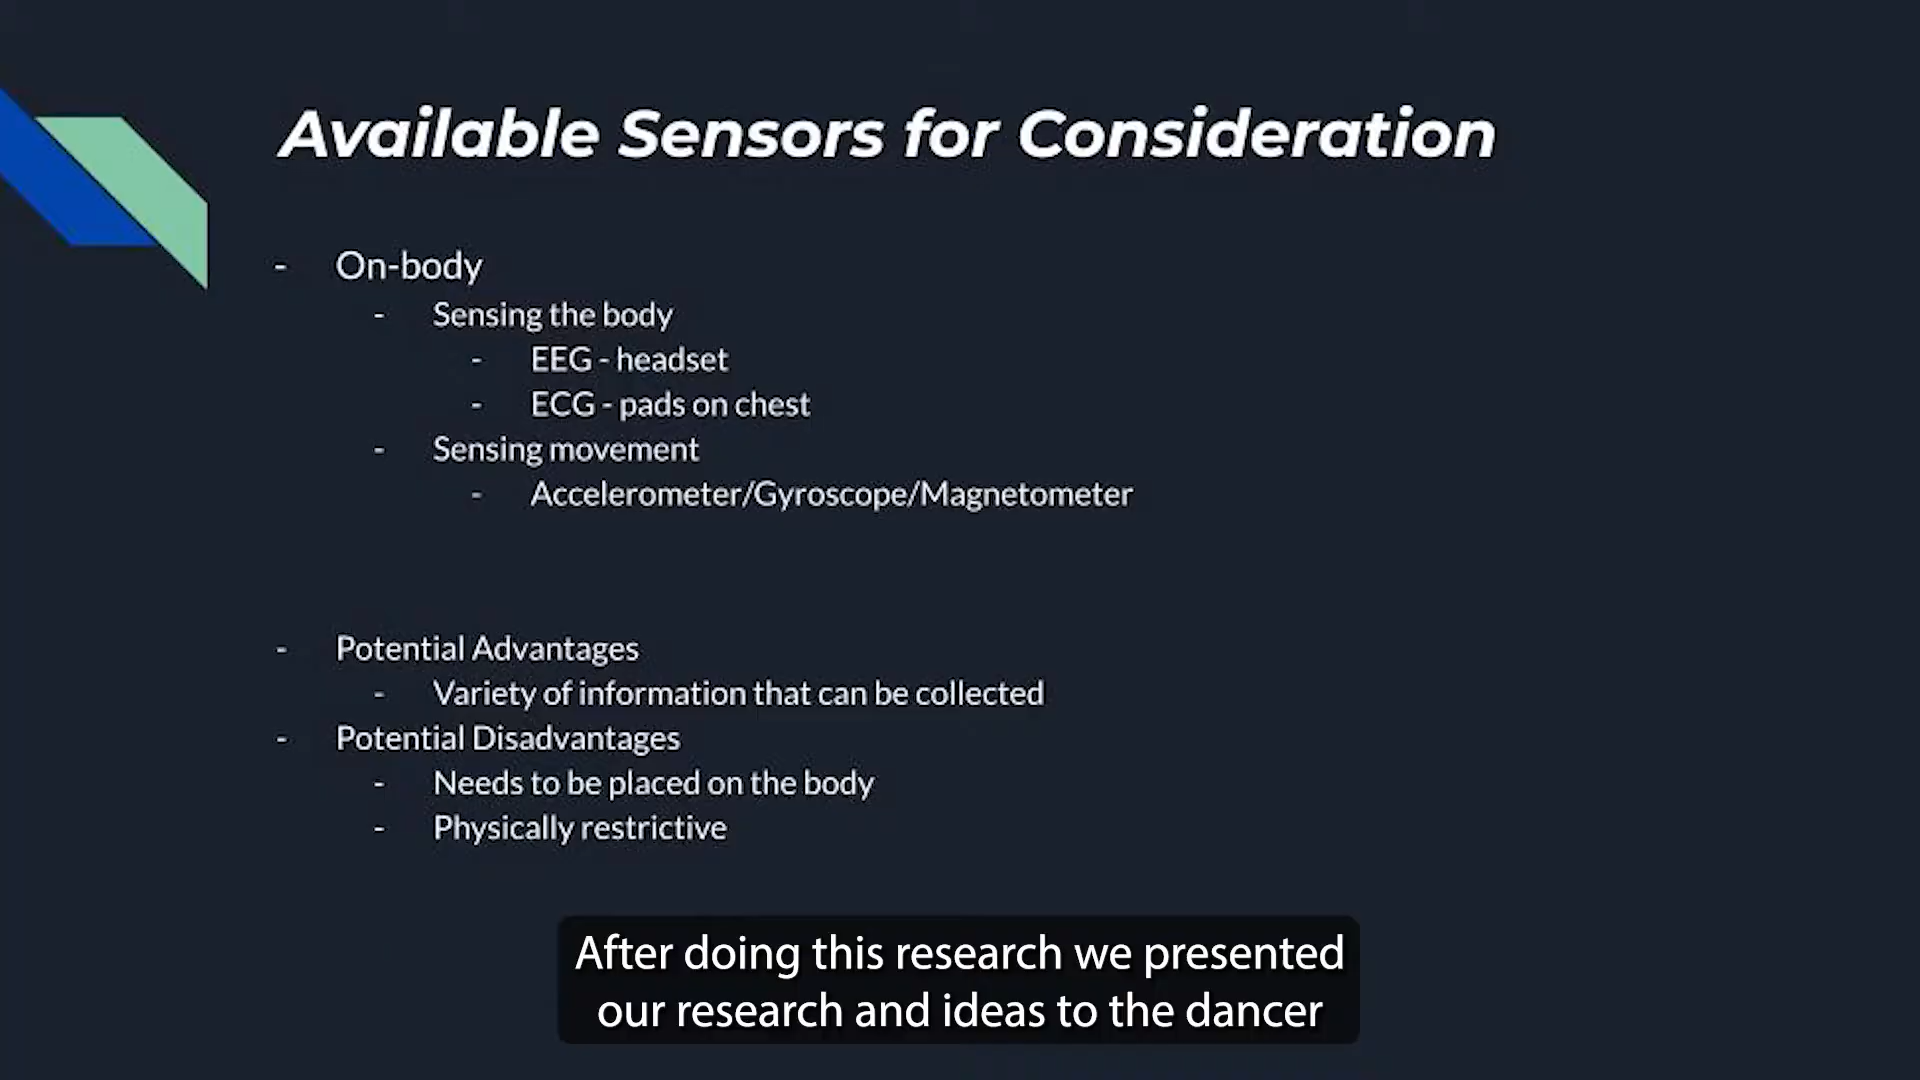 Available Sensors for Consideration
- On-body
- Sensing the body
- EEG - headset
- ECG - pads on chest
- Sensing movement
- Accelerometer/Gyroscope/Magnetometer
- Potential Advantages
- Variety of information that can be collected
- Potential Disadvantages
- Needs to be placed on the body
- Physically restrictive
After doing this research we presented
our research and ideas to the dancer